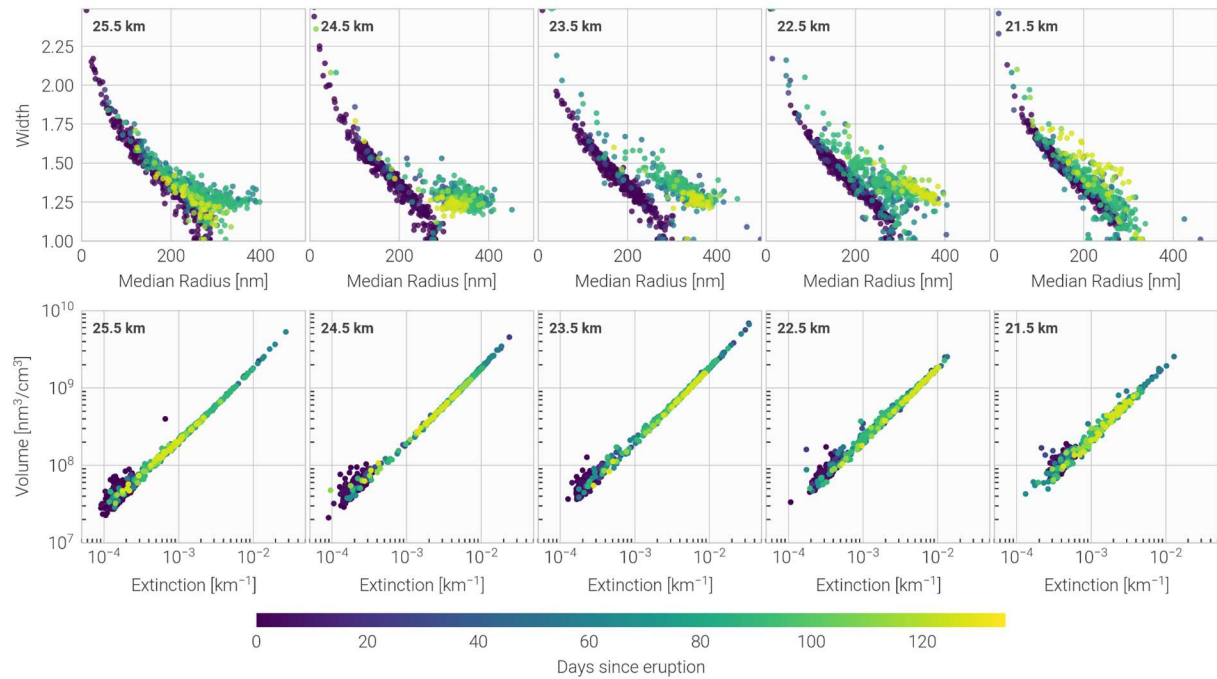 25.5 km 24.5 km 23.5 km 22.5 km 21.5 km
2.25
2.00
1.75
1.50
1.25
1.00
Width
0 200 400 0 200 400 0 200 400 0 200 400 0 200 400
Median Radius [nm] Median Radius [nm] Median Radius [nm] Median Radius [nm] Median Radius [nm]
10¹⁰
10⁹
10⁸
10⁷
Volume [nm³/cm³]
25.5 km 24.5 km 23.5 km 22.5 km 21.5 km
10⁻⁴ 10⁻³ 10⁻² 10⁻⁴ 10⁻³ 10⁻² 10⁻⁴ 10⁻³ 10⁻² 10⁻⁴ 10⁻³ 10⁻² 10⁻⁴ 10⁻³ 10⁻²
Extinction [km⁻¹] Extinction [km⁻¹] Extinction [km⁻¹] Extinction [km⁻¹] Extinction [km⁻¹]
0 20 40 60 80 100 120
Days since eruption